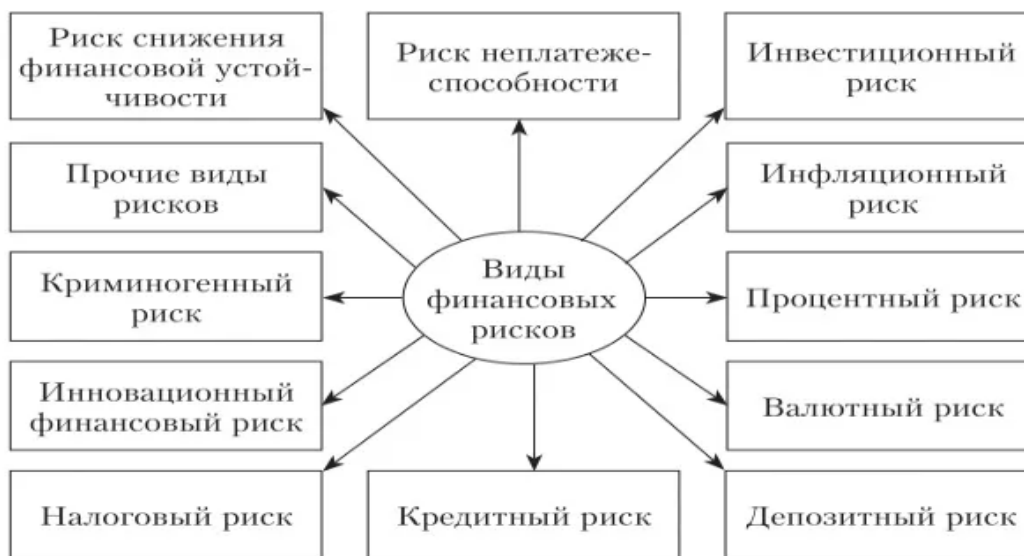 Риск снижения
финансовой устой-
чивости
Риск неплатеже-
способности
Инвестиционный
риск
Прочие виды
рисков
Инфляционный
риск
Криминогенный
риск
Виды
финансовых
рисков
Процентный риск
Инновационный
финансовый риск
Валютный риск
Налоговый риск
Кредитный риск
Депозитный риск